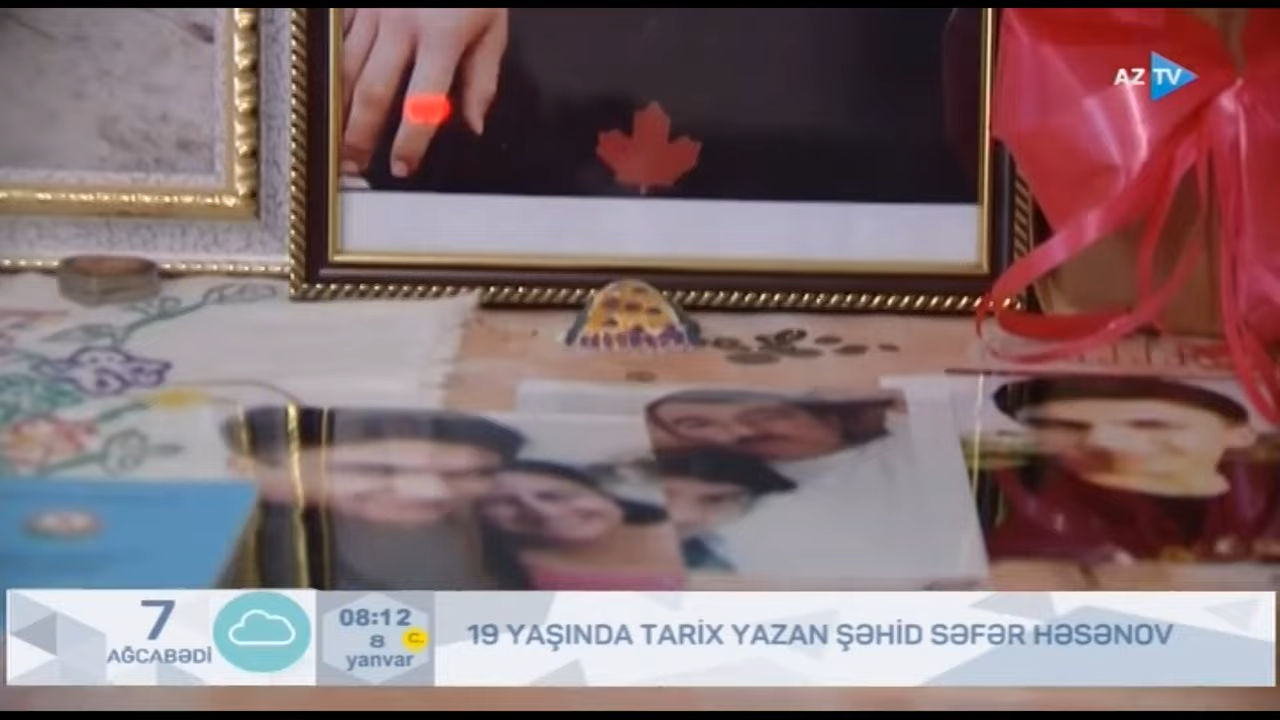 AZ TV
7
AĞCABƏDİ
08:12
8
C.
yanvar
19 YAŞINDA TARİX YAZAN ŞƏHİD SƏFƏR HƏSƏNOV